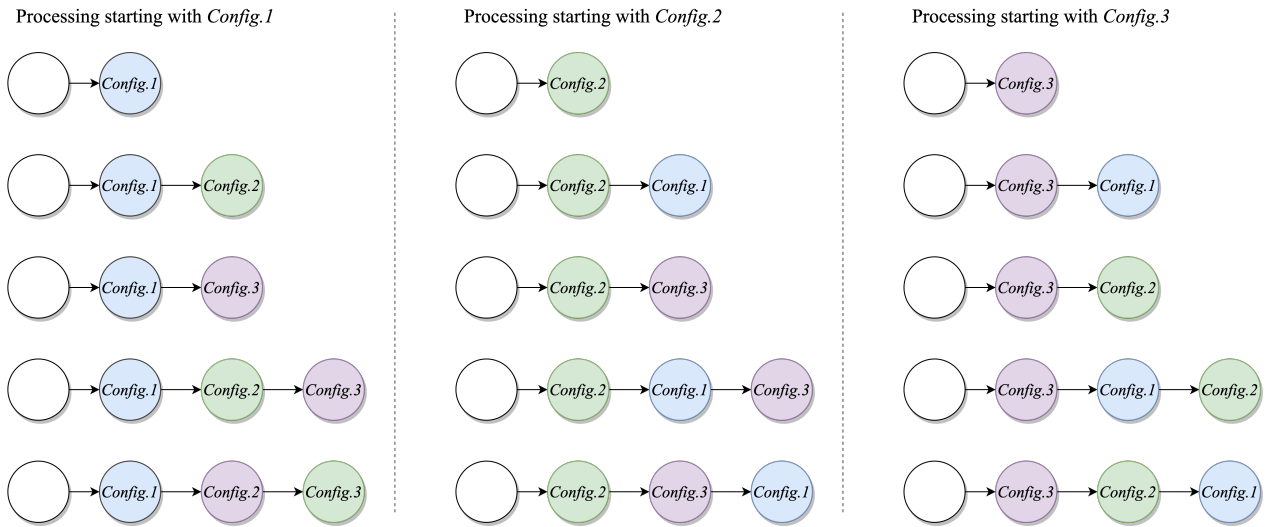 Processing starting with Config.1
Config.1
Config.1 Config.2
Config.1 Config.3
Config.1 Config.2 Config.3
Config.1 Config.2 Config.3
Processing starting with Config.2
Config.2
Config.2 Config.1
Config.2 Config.3
Config.2 Config.1 Config.3
Config.2 Config.3 Config.1
Processing starting with Config.3
Config.3
Config.3 Config.1
Config.3 Config.2
Config.3 Config.1 Config.2
Config.3 Config.2 Config.1